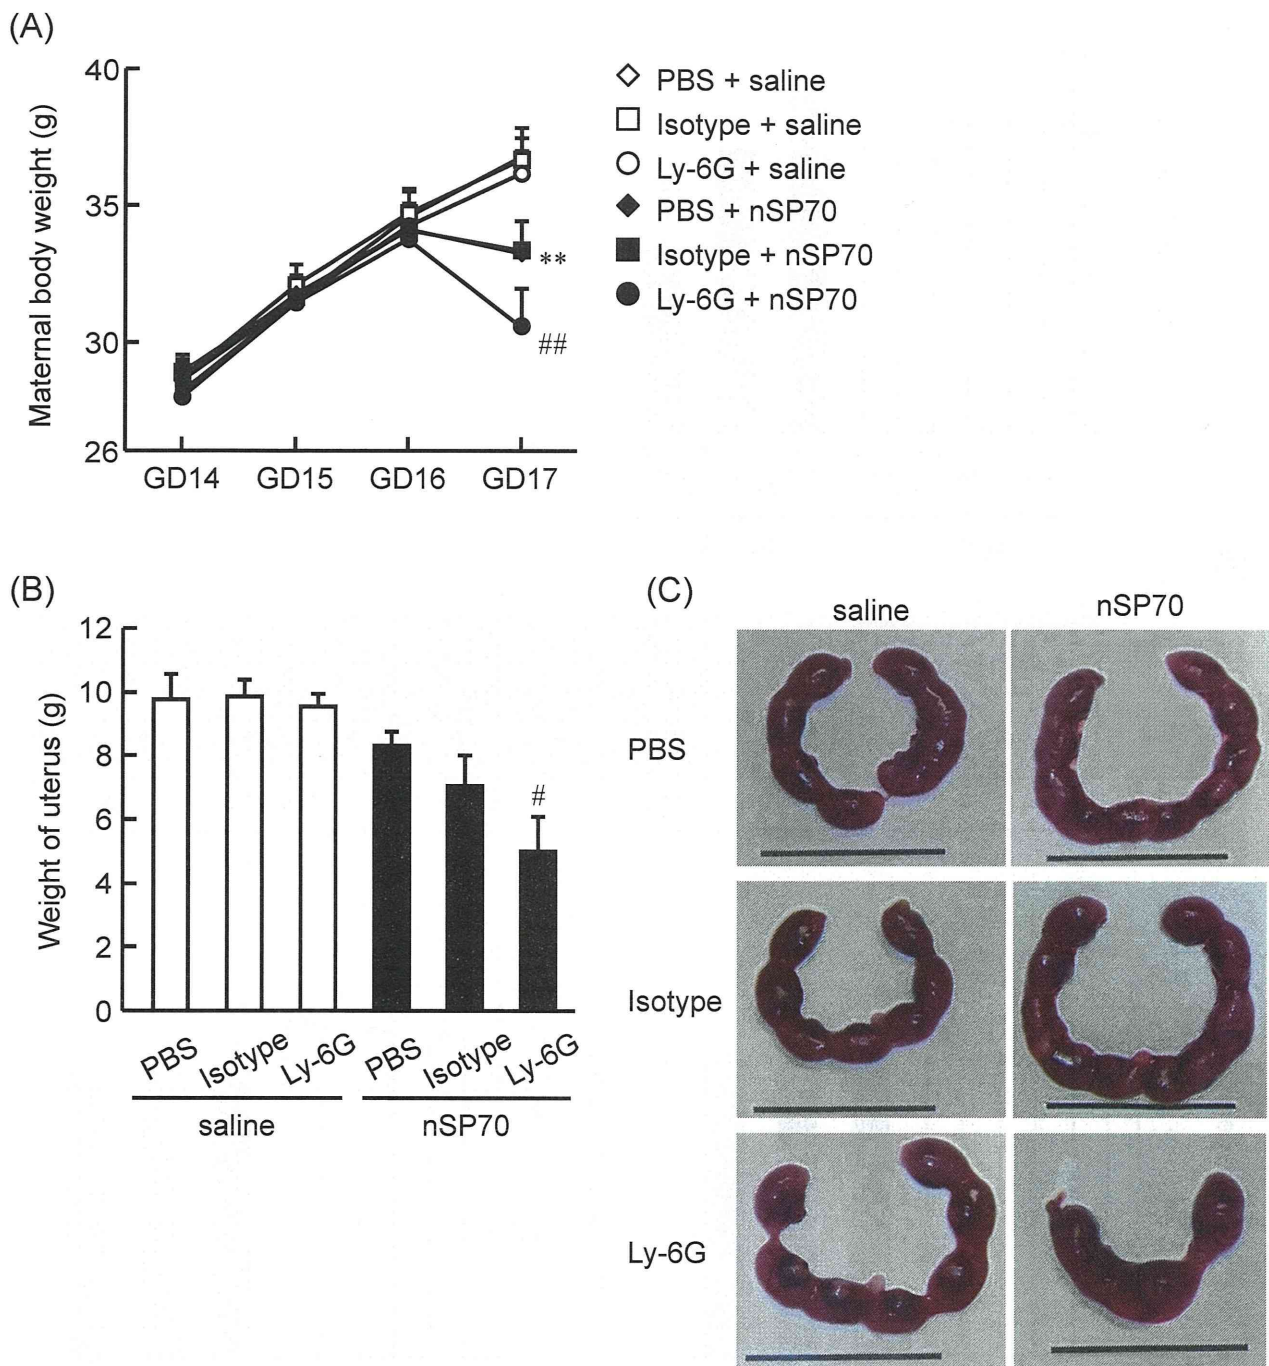 (A)
Maternal body weight (g)
40
35
30
26
GD14 GD15 GD16 GD17
**
##
PBS + saline
Isotype + saline
Ly-6G + saline
PBS + nSP70
Isotype + nSP70
Ly-6G + nSP70
(B)
Weight of uterus (g)
12
10
8
6
4
2
0
#
PBS Isotype Ly-6G PBS Isotype Ly-6G
saline nSP70
(C)
saline nSP70
PBS
Isotype
Ly-6G